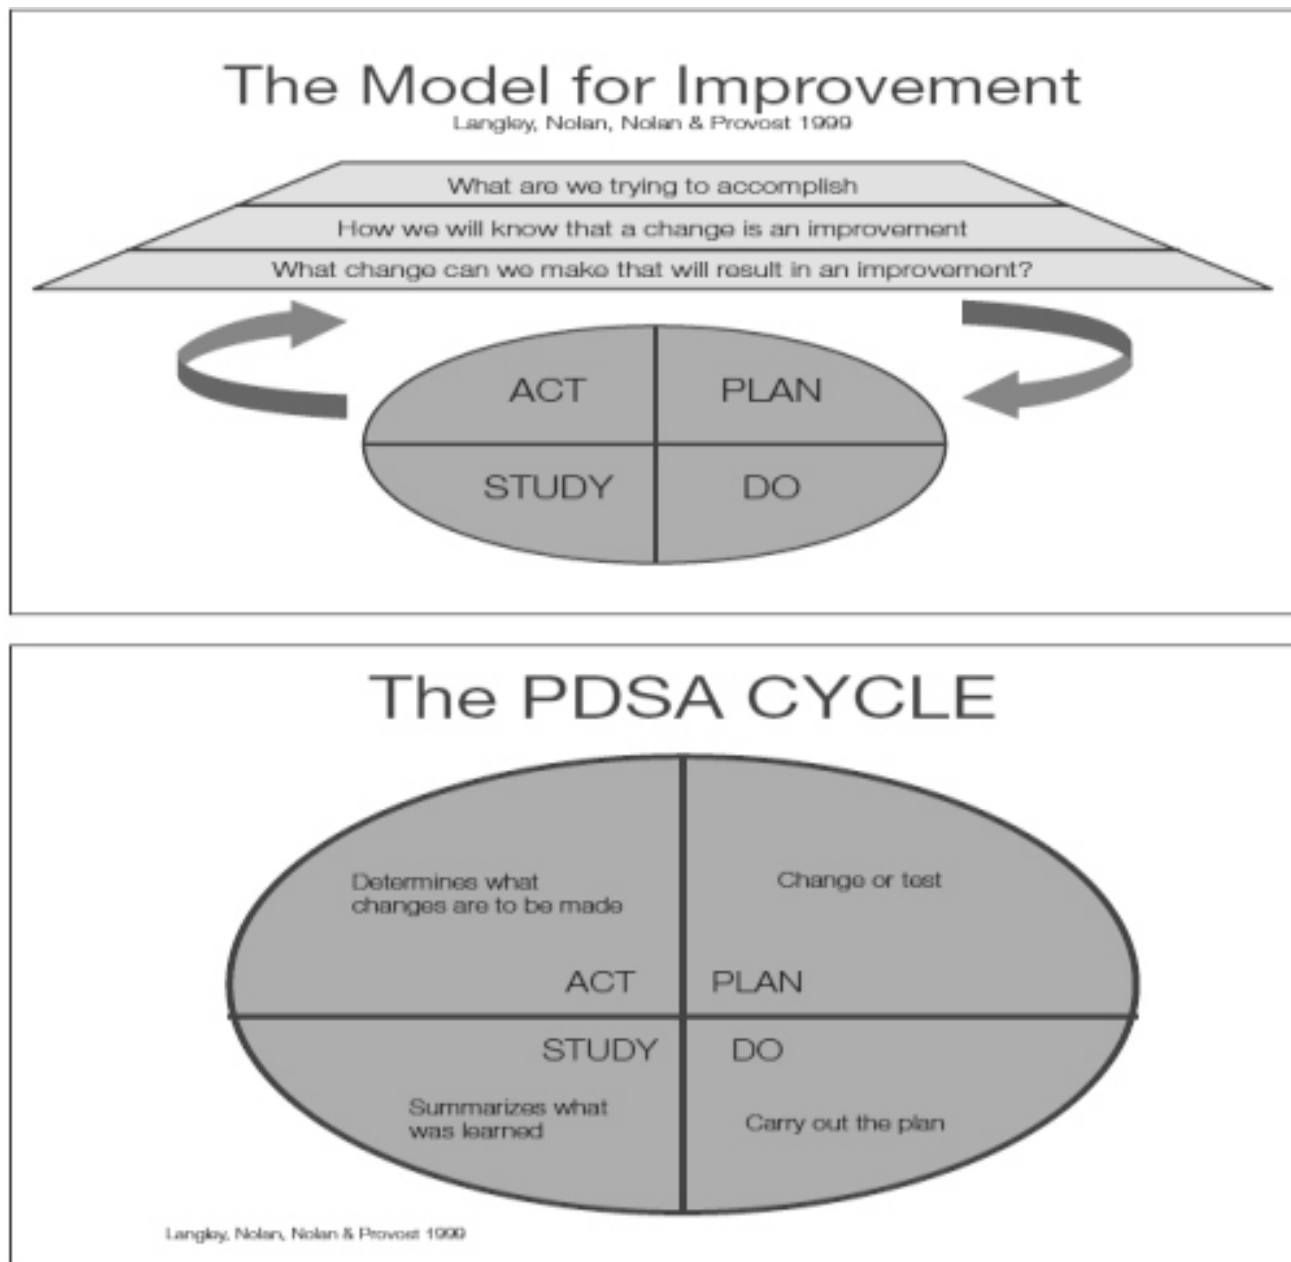 The Model for Improvement
Langley, Nolan, Nolan & Provost 1999
What are we trying to accomplish
How we will know that a change is an improvement
What change can we make that will result in an improvement?
ACT
PLAN
STUDY
DO
The PDSA CYCLE
Determines what
changes are to be made
Change or test
ACT
PLAN
STUDY
DO
Summarizes what
was learned
Carry out the plan
Langley, Nolan, Nolan & Provost 1999